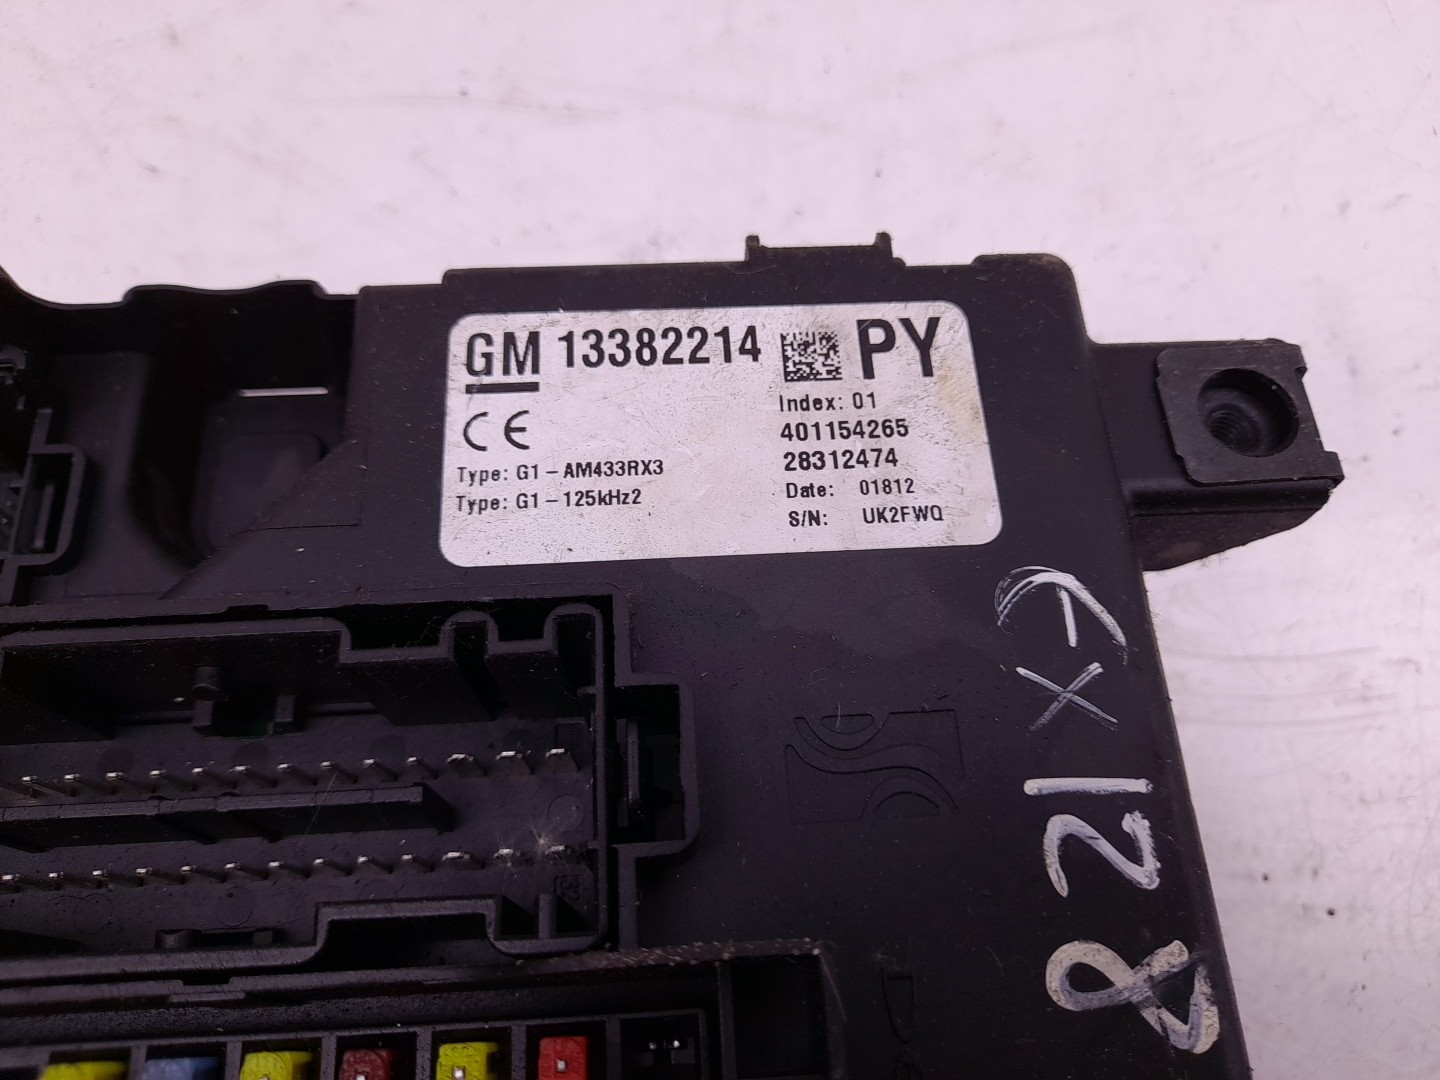 GM 13382214 PY
CE
Index: 01
401154265
Type: G1-AM433RX3
28312474
Type: G1-125kHz2
Date: 01812
S/N: UK2FWQ